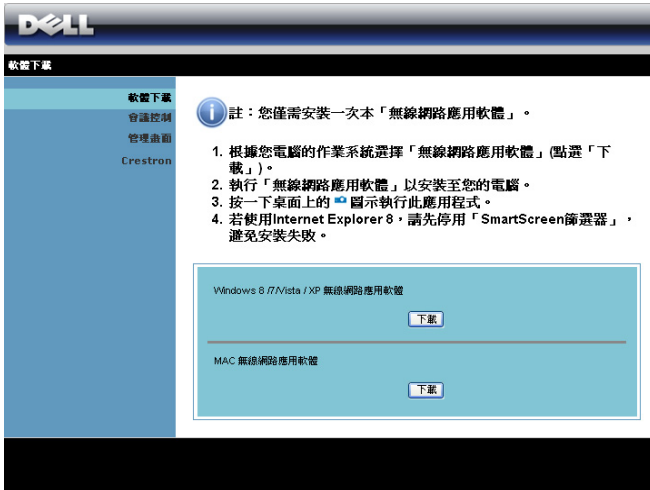 DELL
軟體下載
軟體下載
會議控制
管理畫面
Crestron
註：您僅需安裝一次本「無線網路應用軟體」。
1. 根據您電腦的作業系統選擇「無線網路應用軟體」(點選「下
載」)。
2. 執行「無線網路應用軟體」以安裝至您的電腦。
3. 按一下桌面上的 圖示執行此應用程式。
4. 若使用Internet Explorer 8，請先停用「SmartScreen篩選器」，
避免安裝失敗。
Windows 8 /7/Vista / XP 無線網路應用軟體
下載
MAC 無線網路應用軟體
下載